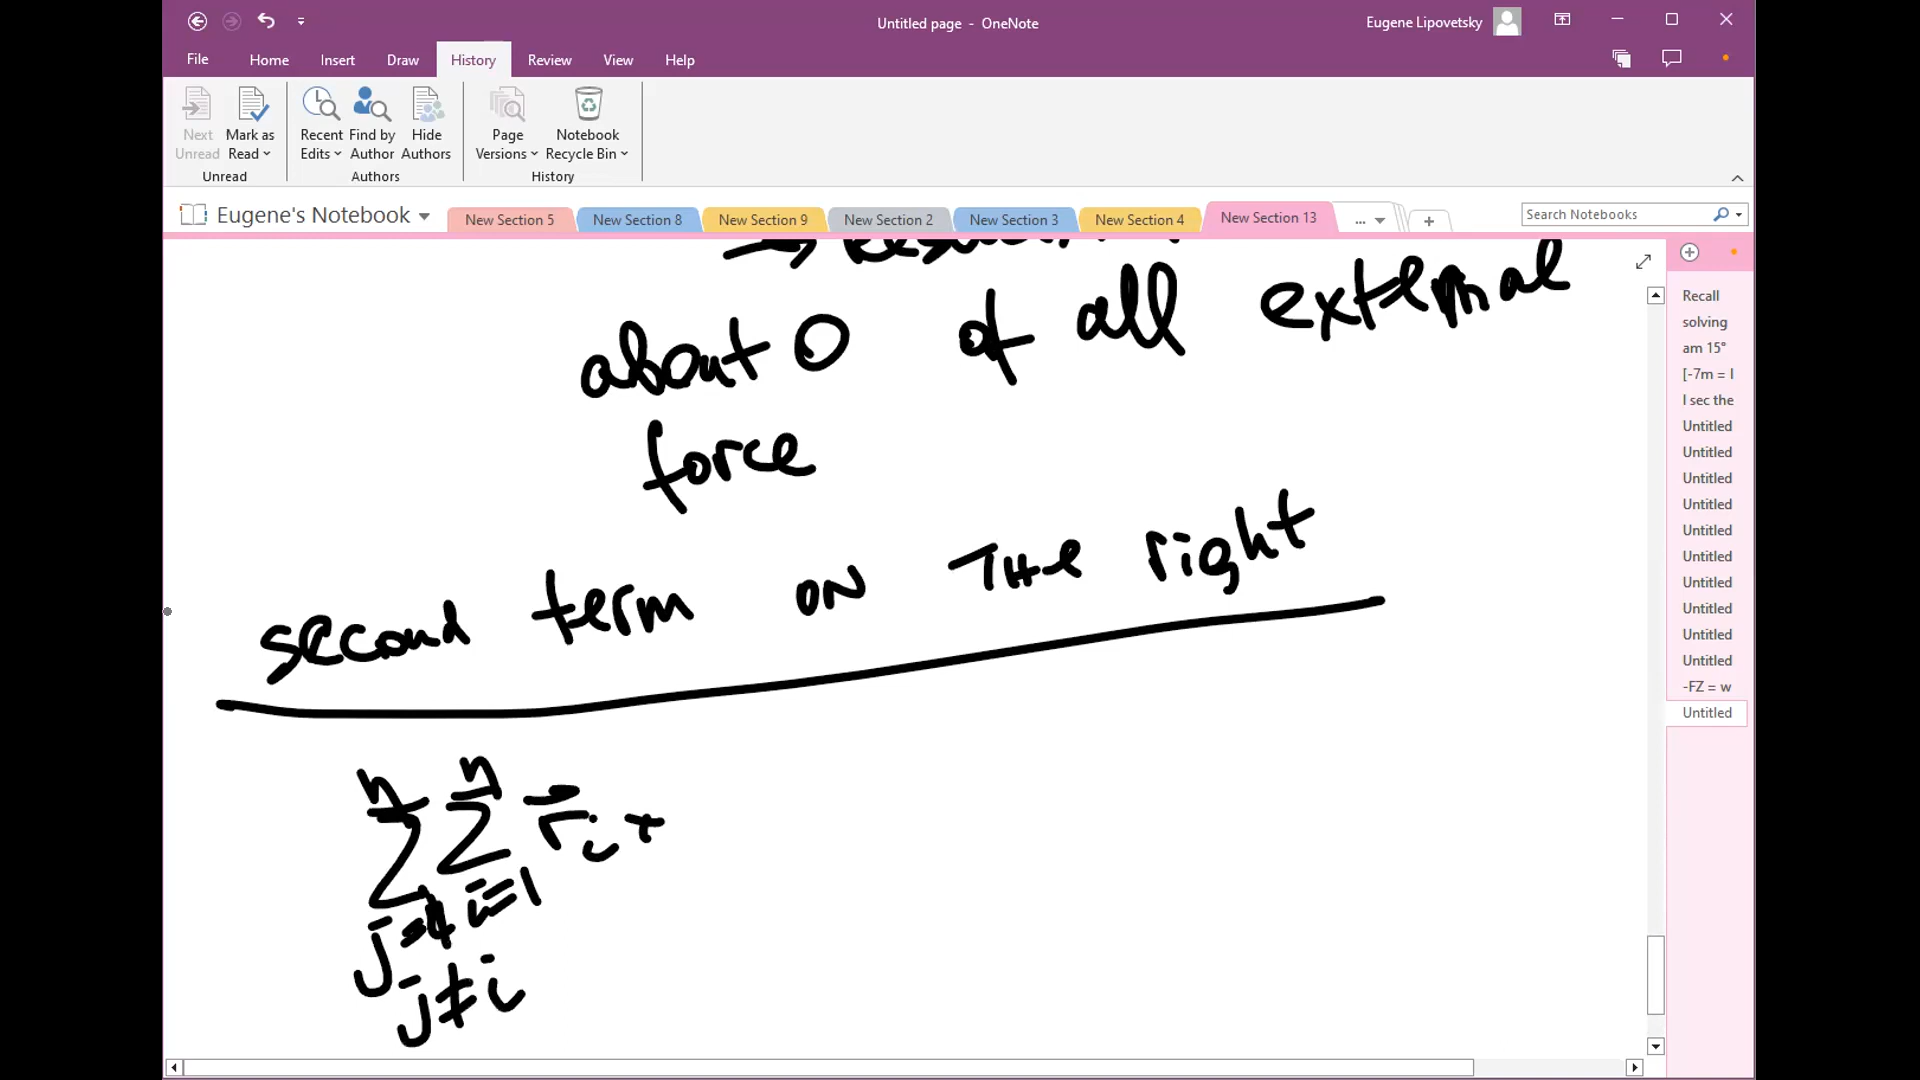 Untitled page - OneNote
Eugene Lipovetsky
File Home Insert Draw History Review View Help
Next Unread
Mark as Read
Unread
Recent Edits
Find by Author
Hide Authors
Authors
Page Versions
Notebook Recycle Bin
History
Eugene's Notebook
New Section 5
New Section 8
New Section 9
New Section 2
New Section 3
New Section 4
New Section 13
...
+
Search Notebooks
about O of all external
force
second term on THe right
n n
∑ ∑ r⃗i ×
j=1 i=1
j≠i
Recall
solving
am 15°
[-7m = I
I sec the
Untitled
Untitled
Untitled
Untitled
Untitled
Untitled
Untitled
Untitled
Untitled
Untitled
-FZ = w
Untitled